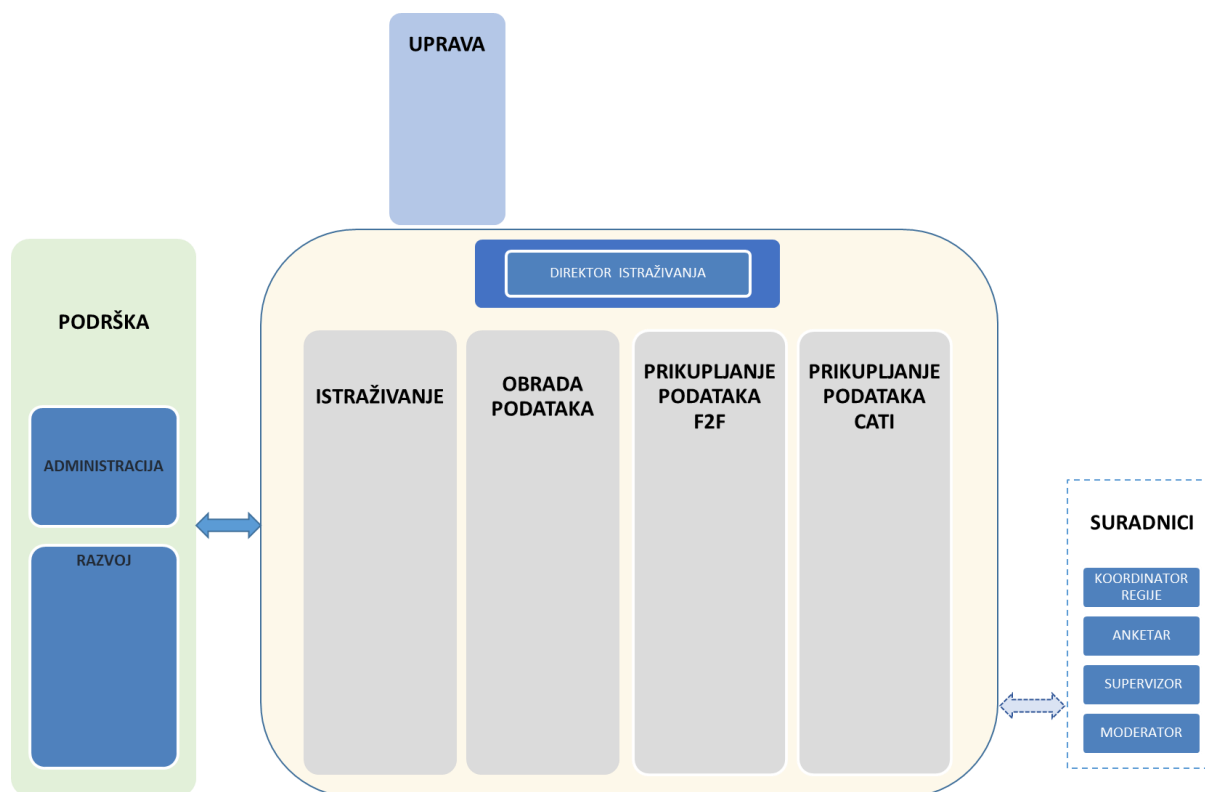 UPRAVA
DIREKTOR ISTRAŽIVANJA
PODRŠKA
ADMINISTRACIJA
RAZVOJ
ISTRAŽIVANJE
OBRADA
PODATAKA
PRIKUPLJANJE
PODATAKA
F2F
PRIKUPLJANJE
PODATAKA
CATI
SURADNICI
KOORDINATOR
REGIJE
ANKETAR
SUPERVIZOR
MODERATOR